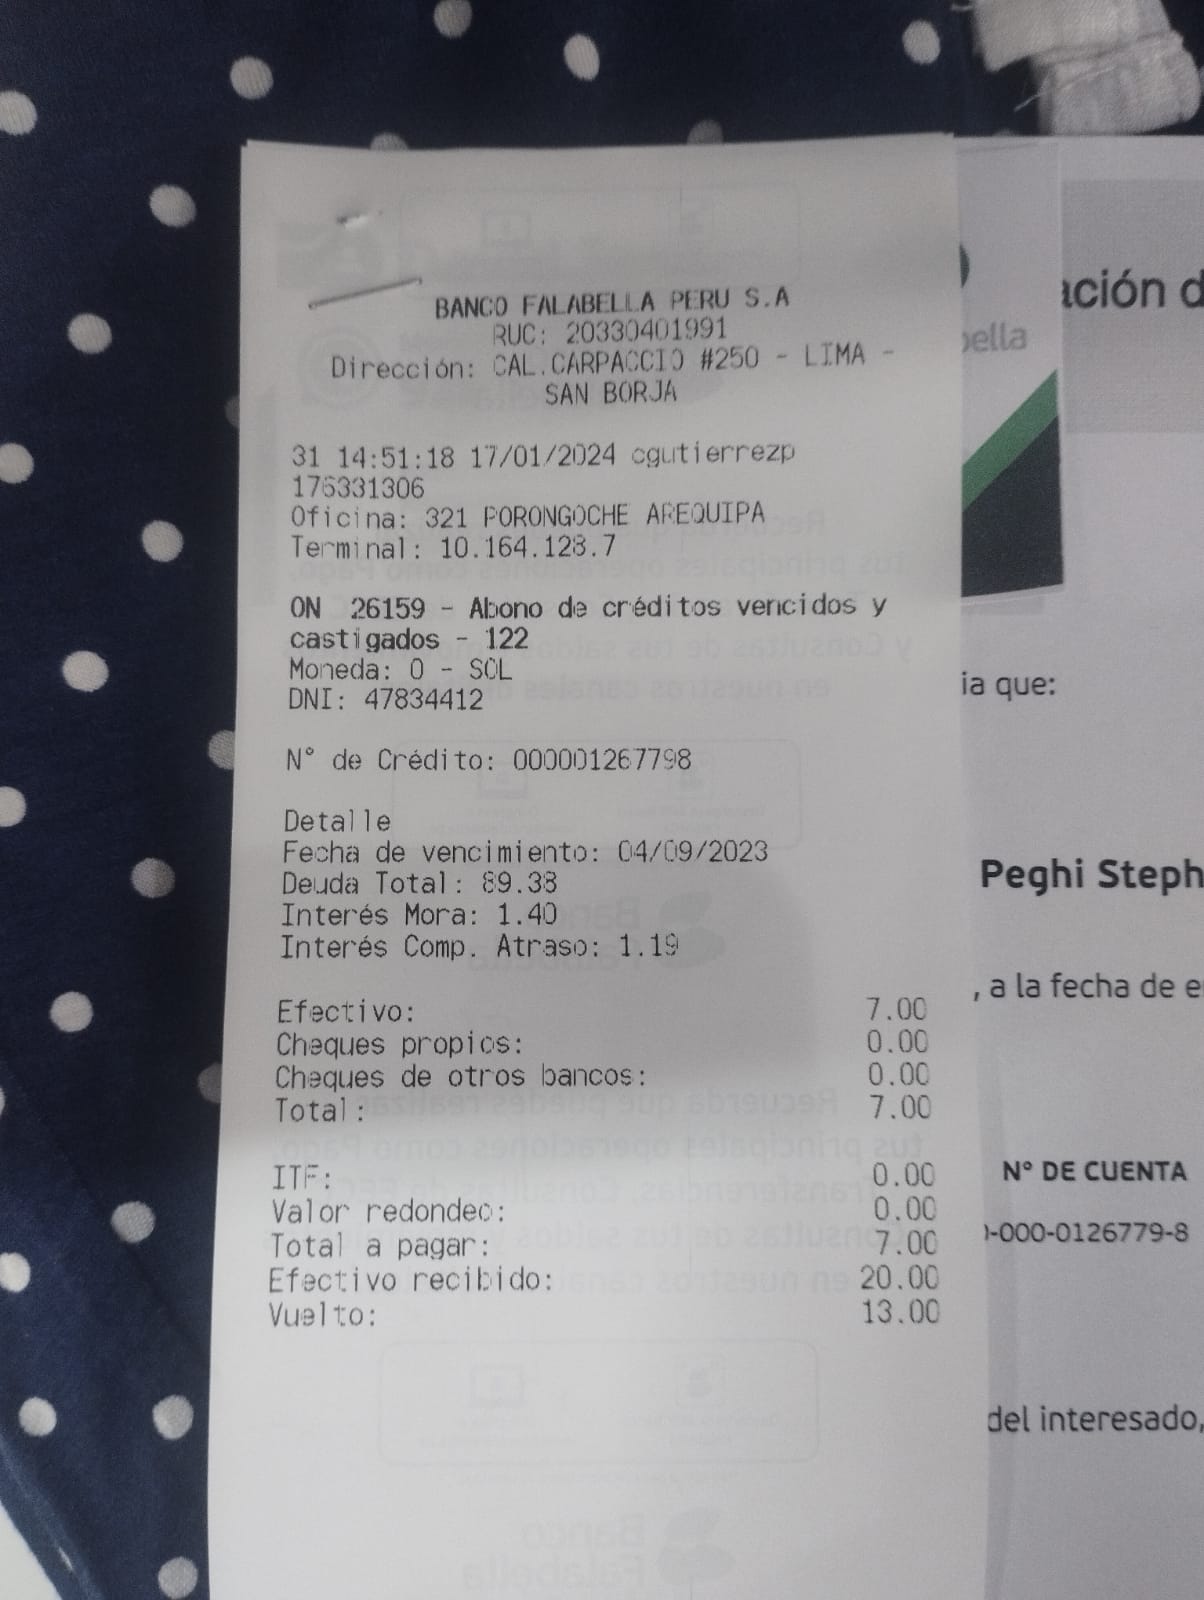 BANCO FALABELLA PERU S.A
RUC: 20330401991
Dirección: CAL.CARPACCIO #250 - LIMA -
SAN BORJA
31 14:51:18 17/01/2024 cgutierrezp
176331306
Oficina: 321 PORONGOCHE AREQUIPA
Terminal: 10.164.128.7
ON 26159 - Abono de créditos vencidos y
castigados - 122
Moneda: 0 - SOL
DNI: 47834412
N° de Crédito: 000001267798
Detalle
Fecha de vencimiento: 04/09/2023
Deuda Total: 89.38
Interés Mora: 1.40
Interés Comp. Atraso: 1.19
Efectivo: 7.00
Cheques propios: 0.00
Cheques de otros bancos: 0.00
Total: 7.00
ITF: 0.00
Valor redondeo: 0.00
Total a pagar: 7.00
Efectivo recibido: 20.00
Vuelto: 13.00
ación d
bella
ia que:
Peghi Steph
, a la fecha de e
N° DE CUENTA
-000-0126779-8
del interesado,